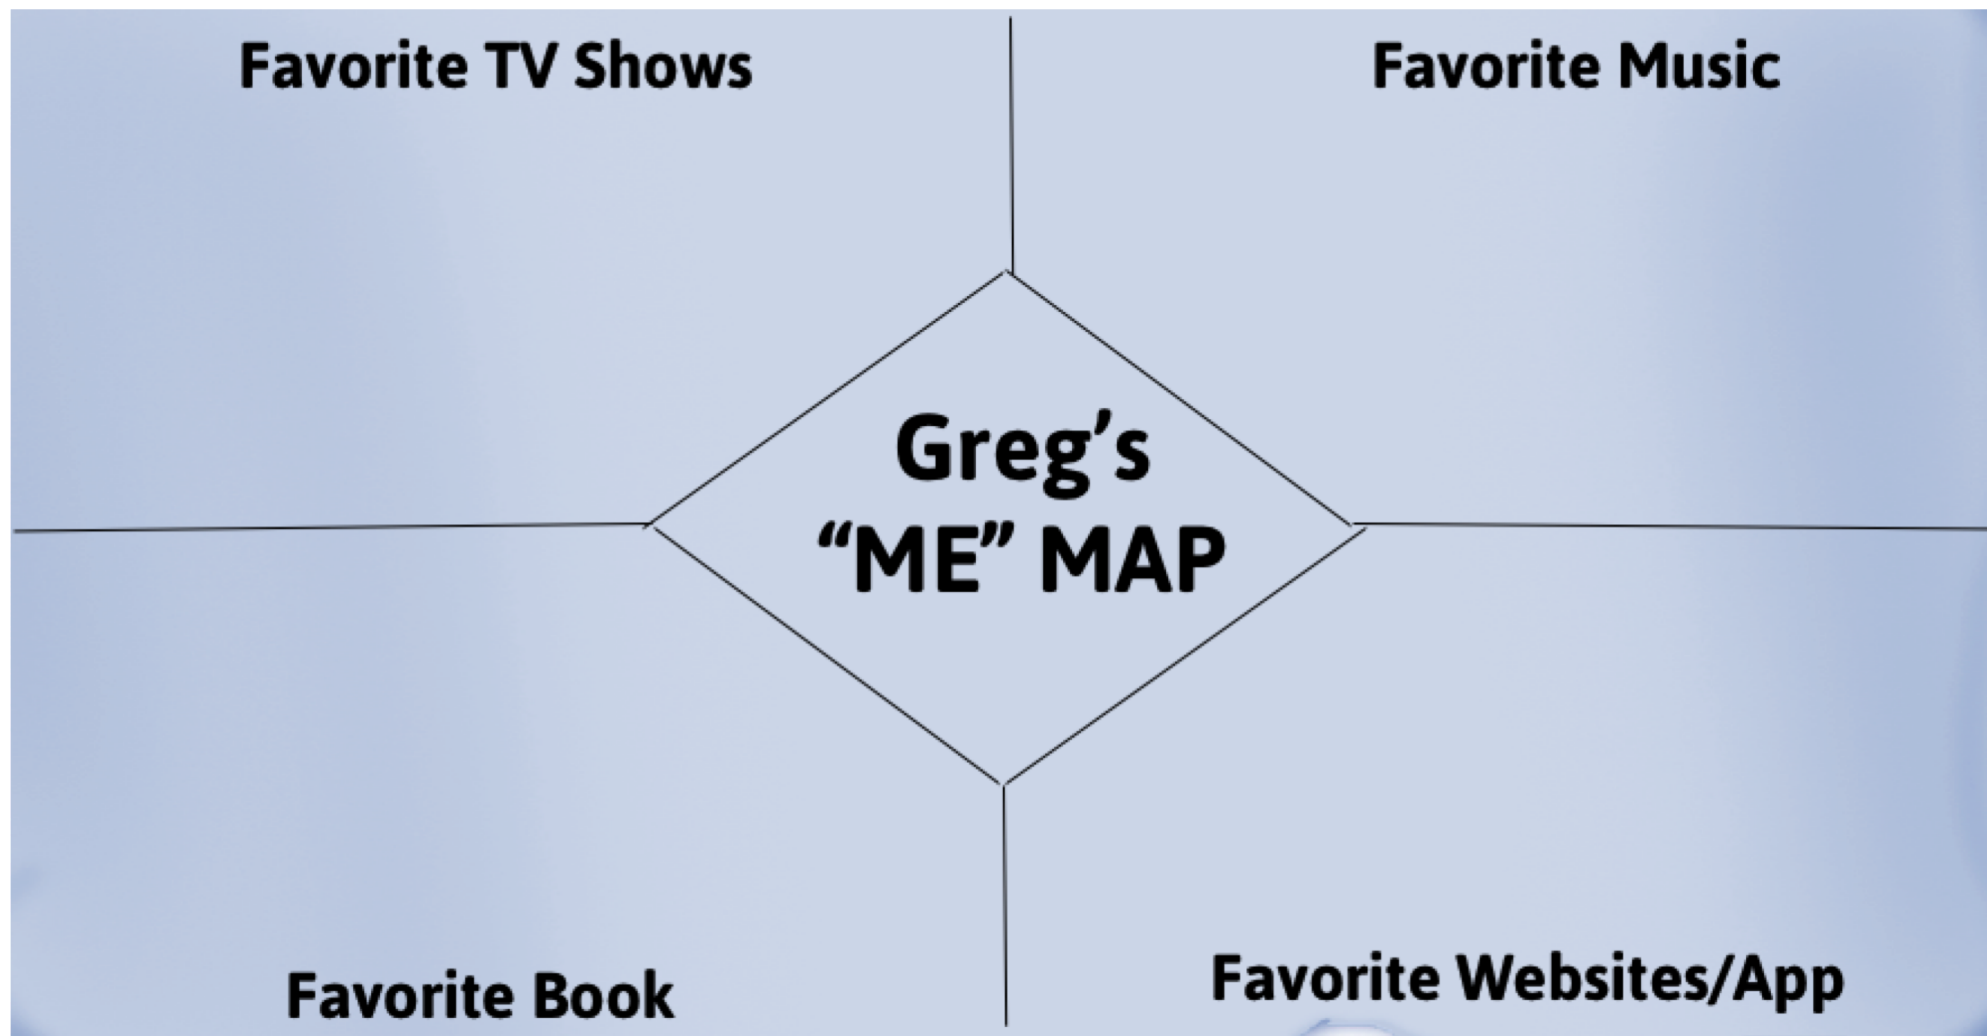 Favorite TV Shows
Favorite Music
Greg’s
“ME” MAP
Favorite Book
Favorite Websites/App